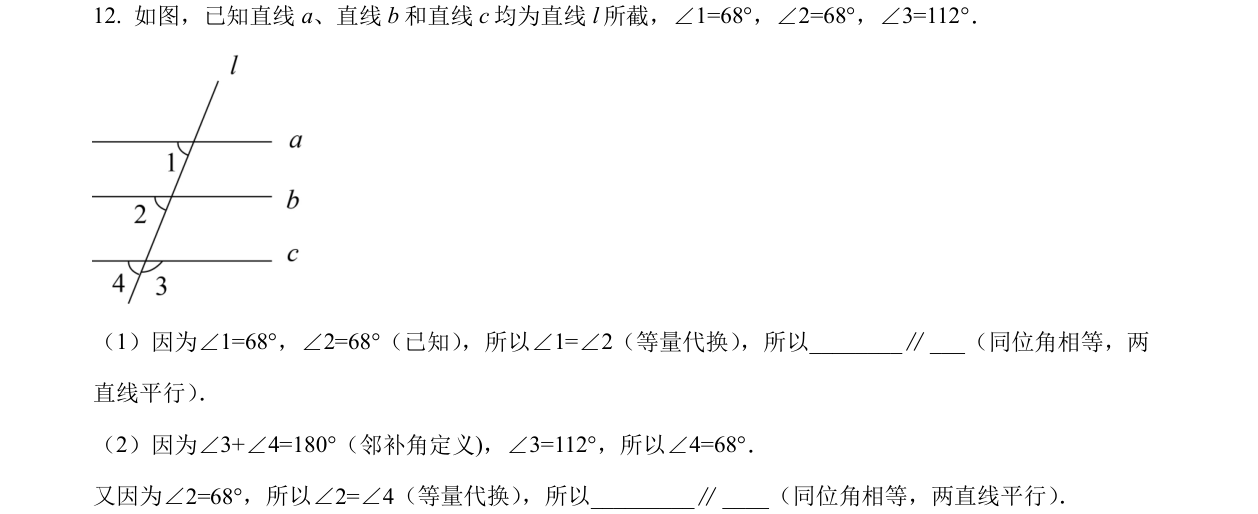 12. 如图，已知直线 a、直线 b 和直线 c 均为直线 l 所截，∠1=68°，∠2=68°，∠3=112°．
l
a
1
b
2
c
4 3
（1）因为∠1=68°，∠2=68°（已知），所以∠1=∠2（等量代换），所以________∥___（同位角相等，两
直线平行）．
（2）因为∠3+∠4=180°（邻补角定义)，∠3=112°，所以∠4=68°．
又因为∠2=68°，所以∠2=∠4（等量代换），所以_________∥____（同位角相等，两直线平行）．